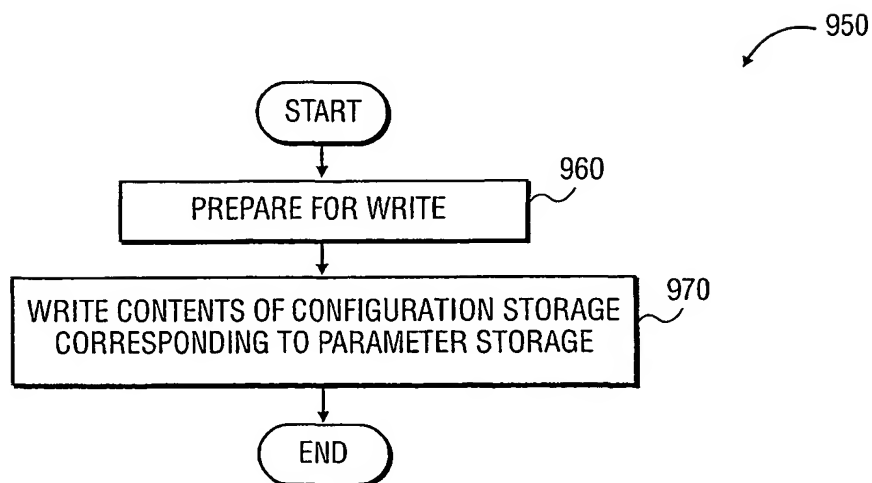 950
START
960
PREPARE FOR WRITE
970
WRITE CONTENTS OF CONFIGURATION STORAGE
CORRESPONDING TO PARAMETER STORAGE
END